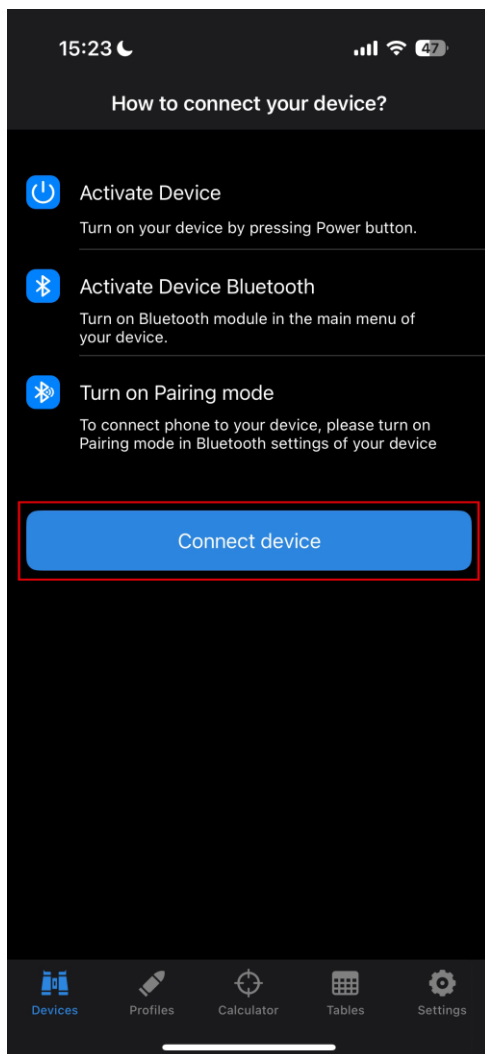 15:23
47
How to connect your device?
Activate Device
Turn on your device by pressing Power button.
Activate Device Bluetooth
Turn on Bluetooth module in the main menu of
your device.
Turn on Pairing mode
To connect phone to your device, please turn on
Pairing mode in Bluetooth settings of your device
Connect device
Devices
Profiles
Calculator
Tables
Settings